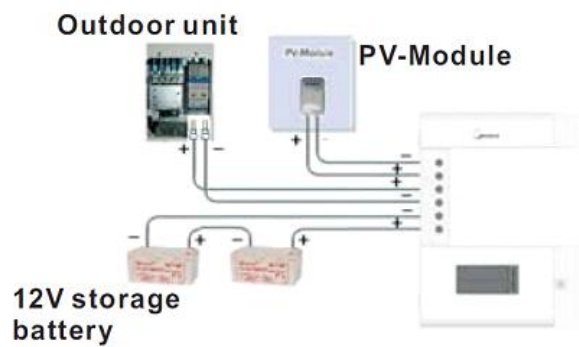 Outdoor unit
Pv-Module
PV-Module
+ -
+ -
-
+
+
-
-
+
- + - +
12V storage
battery